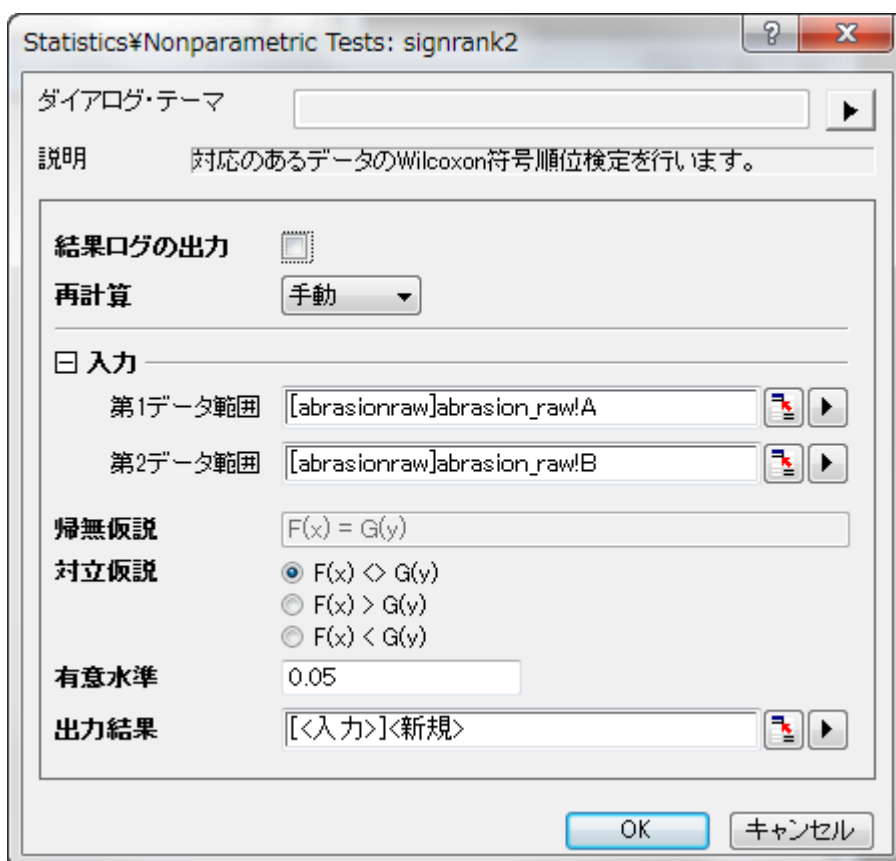 Statistics¥Nonparametric Tests: signrank2
ダイアログ・テーマ
説明 対応のあるデータのWilcoxon符号順位検定を行います。
結果ログの出力
再計算 手動
入力
第1データ範囲 [abrasionraw]abrasion_raw!A
第2データ範囲 [abrasionraw]abrasion_raw!B
帰無仮説 F(x) = G(y)
対立仮説 F(x) <> G(y)
F(x) > G(y)
F(x) < G(y)
有意水準 0.05
出力結果 [<入力>]<新規>
OK キャンセル